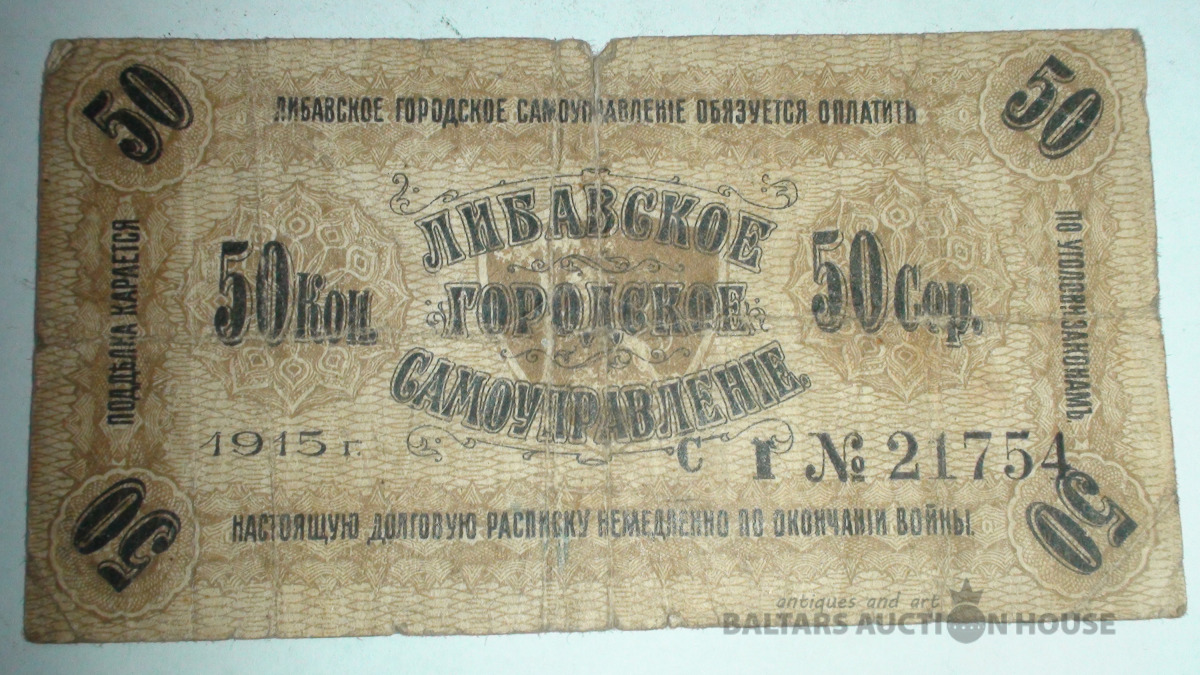 50
50
ЛИБАВСКОЕ ГОРОДСКОЕ САМОУПРАВЛЕНІЕ ОБЯЗУЕТСЯ ОПЛАТИТЬ
ПОДДѢЛКА КАРАЕТСЯ
ПО УГОЛОВН ЗАКОНАМЪ.
ЛИБАВСКОЕ
50 Коп.
ГОРОДСКОЕ
50 Сор.
САМОУПРАВЛЕНІЕ.
1915 г.
С I № 21754
НАСТОЯЩУЮ ДОЛГОВУЮ РАСПИСКУ НЕМЕДЛЕННО ПО ОКОНЧАНІИ ВОЙНЫ.
50
50
antiques and art
BALTARS AUCTION HOUSE